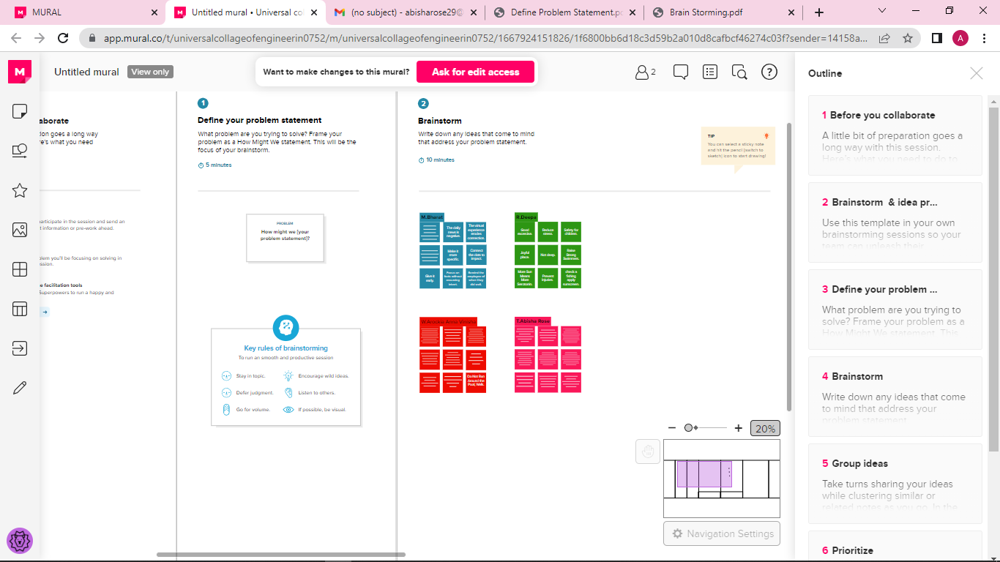 MURAL
Untitled mural • Universal co
(no subject) - abisharose29@
Define Problem Statement.p
Brain Storming.pdf
app.mural.co/t/universalcollageofengineerin0752/m/universalcollageofengineerin0752/1667924151826/1f6800bb6d18c3d59b2a010d8cafbcf46274c03f?sender=14158a...
A
M
Untitled mural
View only
Want to make changes to this mural?
Ask for edit access
2
aborate
ion goes a long way
re's what you need
articipate in the session and send an
t information or pre-work ahead.
lem you'll be focusing on solving in
ssion.
e facilitation tools
Superpowers to run a happy and
1
Define your problem statement
What problem are you trying to solve? Frame your
problem as a How Might We statement. This will be the
focus of your brainstorm.
5 minutes
PROBLEM
How might we [your
problem statement]?
Key rules of brainstorming
To run an smooth and productive session
Stay in topic.
Encourage wild ideas.
Defer judgment.
Listen to others.
Go for volume.
If possible, be visual.
2
Brainstorm
Write down any ideas that come to mind
that address your problem statement.
10 minutes
TIP
You can select a sticky note
and hit the pencil [switch to
sketch] icon to start drawing!
M.Bharat
The daily
news is
negative.
The virtual
experience
erodes
connection.
Make it
more
specific.
Connect
the dots to
impact.
Give it
early.
Focus on
facts without
assuming
intent.
Remind the
employee of
what they
did well.
R.Deepa
Good
exercise.
Reduce
stress.
Safety for
children.
Joyful
place.
Not deep.
Raise
Strong
Swimmers.
More Sun
Means
More
Serotonin.
Prevent
Injuries.
check a
fishing
apply
sunscreen.
T.Abisha Rose
Do Not Run
Around the
Pool, Walk.
20%
Navigation Settings
Outline
1 Before you collaborate
A little bit of preparation goes a
long way with this session.
Here's what you need to do to
2 Brainstorm & idea pr...
Use this template in your own
brainstorming sessions so your
team can unleash their
3 Define your problem ...
What problem are you trying to
solve? Frame your problem as a
How Might We statement. This
4 Brainstorm
Write down any ideas that come
to mind that address your
problem statement.
5 Group ideas
Take turns sharing your ideas
while clustering similar or
related notes as you go. In the
6 Prioritize